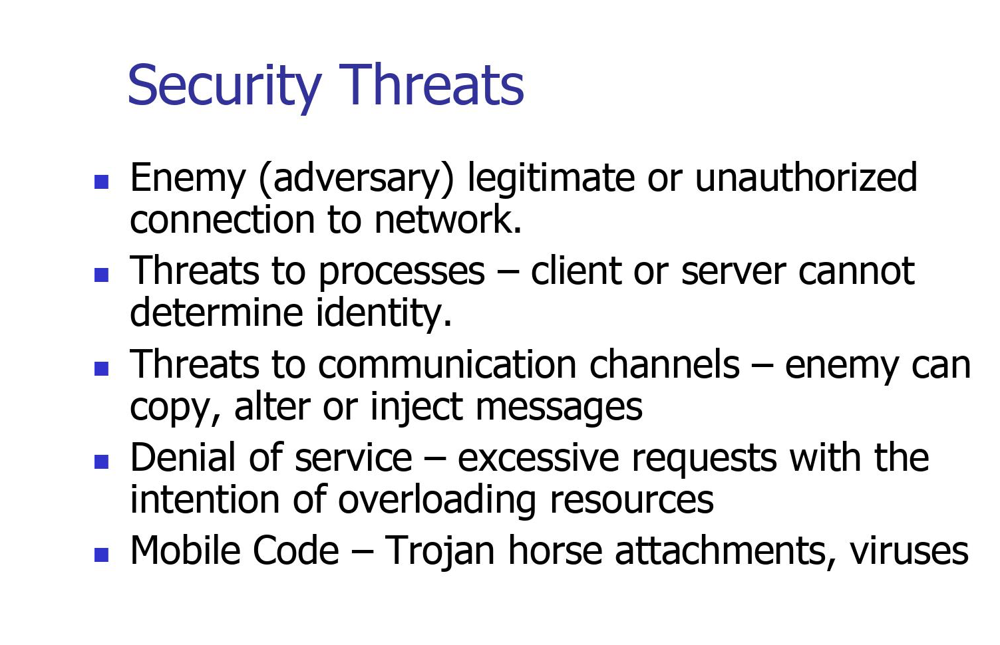 Security Threats
Enemy (adversary) legitimate or unauthorized
connection to network.
Threats to processes – client or server cannot
determine identity.
Threats to communication channels – enemy can
copy, alter or inject messages
Denial of service – excessive requests with the
intention of overloading resources
Mobile Code – Trojan horse attachments, viruses